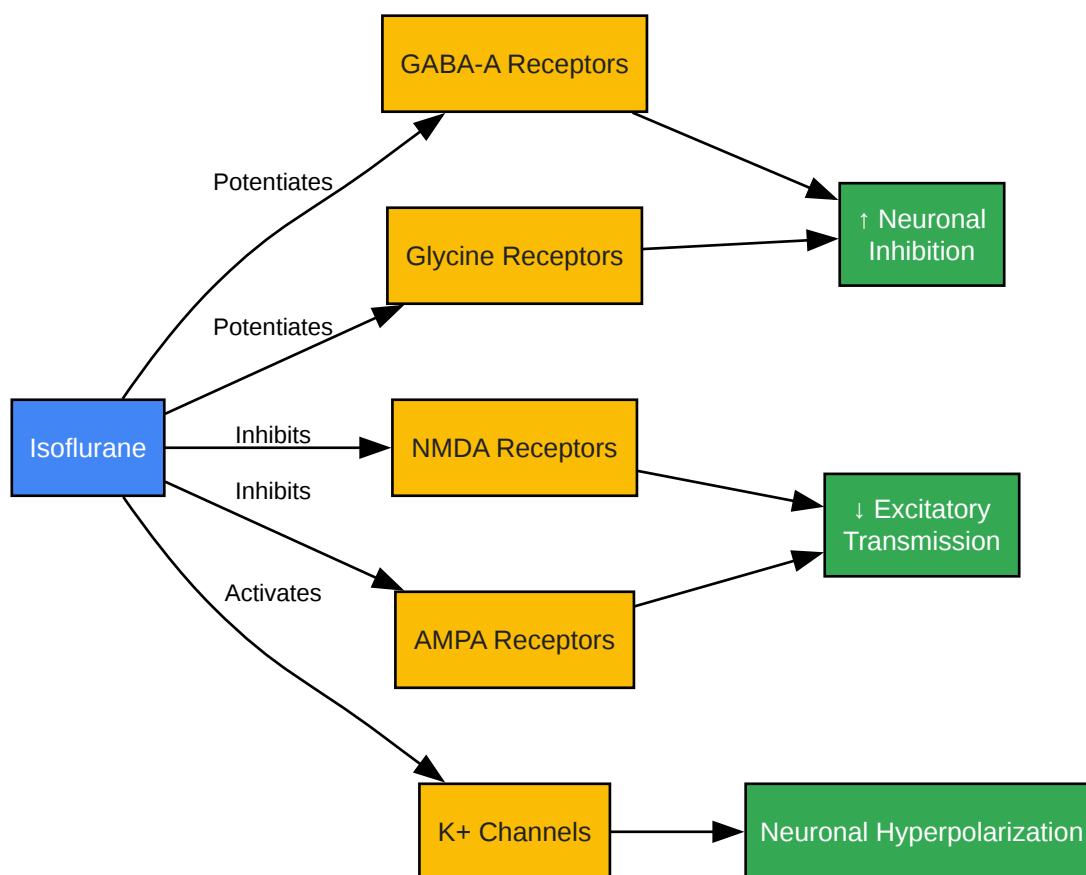 GABA-A Receptors
Potentiates
↑ Neuronal
Inhibition
Glycine Receptors
Potentiates
Isoflurane
Inhibits
NMDA Receptors
Inhibits
↓ Excitatory
Transmission
Activates
AMPA Receptors
K+ Channels
Neuronal Hyperpolarization